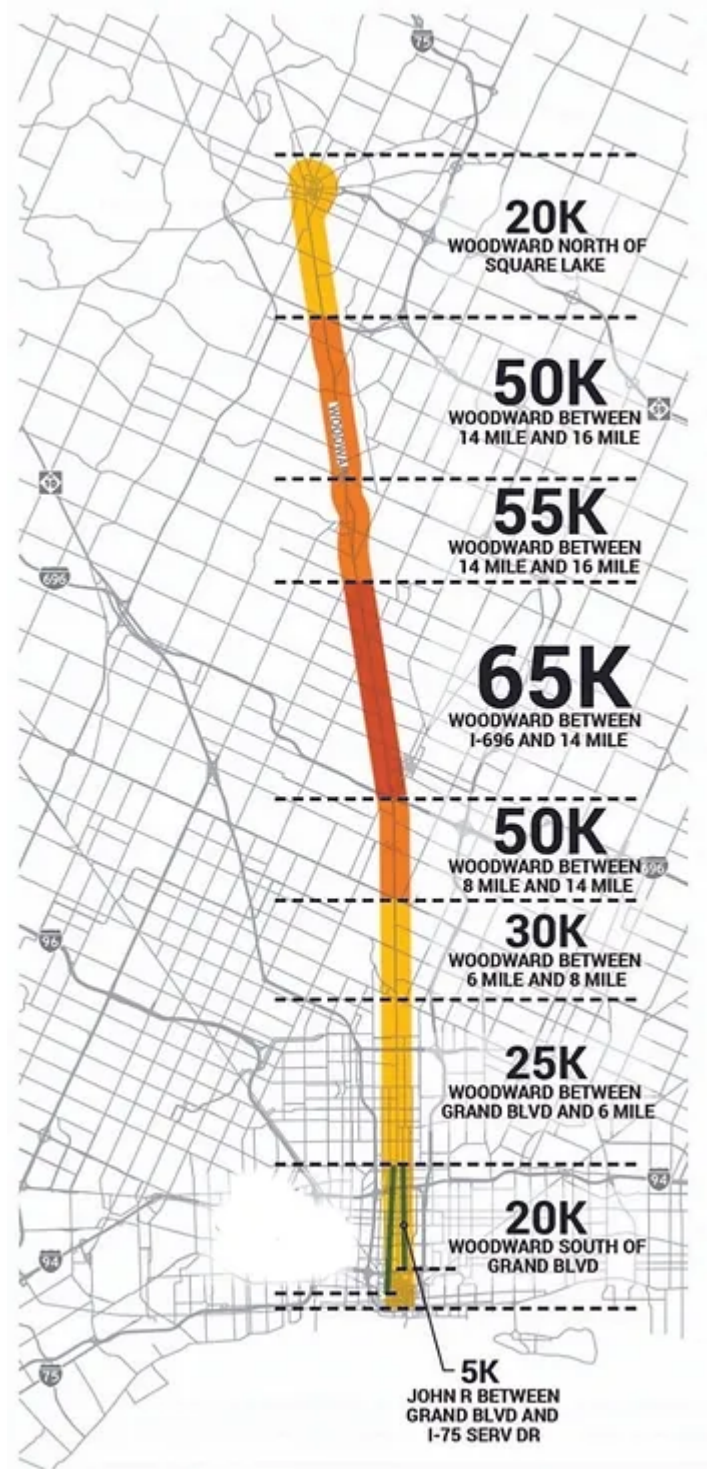 75
20K
WOODWARD NORTH OF
SQUARE LAKE
50K
WOODWARD BETWEEN
14 MILE AND 16 MILE
WOODWA
10
55K
WOODWARD BETWEEN
14 MILE AND 16 MILE
696
65K
WOODWARD BETWEEN
I-696 AND 14 MILE
50K
WOODWARD BETWEEN
8 MILE AND 14 MILE
696
96
30K
WOODWARD BETWEEN
6 MILE AND 8 MILE
25K
WOODWARD BETWEEN
GRAND BLVD AND 6 MILE
94
20K
WOODWARD SOUTH OF
GRAND BLVD
94
75
5K
JOHN R BETWEEN
GRAND BLVD AND
I-75 SERV DR